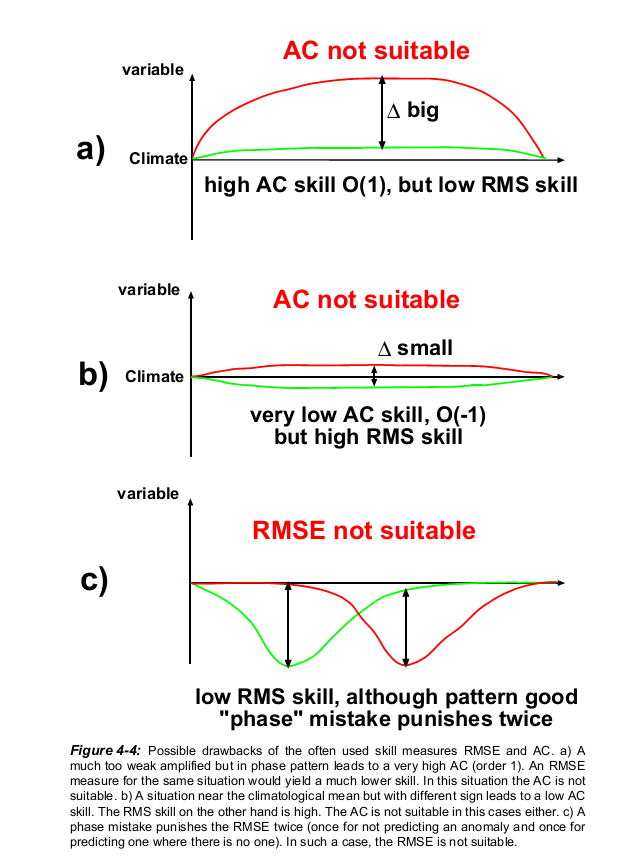 AC not suitable
variable
Δ big
a)
Climate
high AC skill O(1), but low RMS skill
variable
AC not suitable
Δ small
b)
Climate
very low AC skill, O(-1)
but high RMS skill
variable
RMSE not suitable
c)
low RMS skill, although pattern good
"phase" mistake punishes twice
Figure 4-4: Possible drawbacks of the often used skill measures RMSE and AC. a) A
much too weak amplified but in phase pattern leads to a very high AC (order 1). An RMSE
measure for the same situation would yield a much lower skill. In this situation the AC is not
suitable. b) A situation near the climatological mean but with different sign leads to a low AC
skill. The RMS skill on the other hand is high. The AC is not suitable in this cases either. c) A
phase mistake punishes the RMSE twice (once for not predicting an anomaly and once for
predicting one where there is no one). In such a case, the RMSE is not suitable.